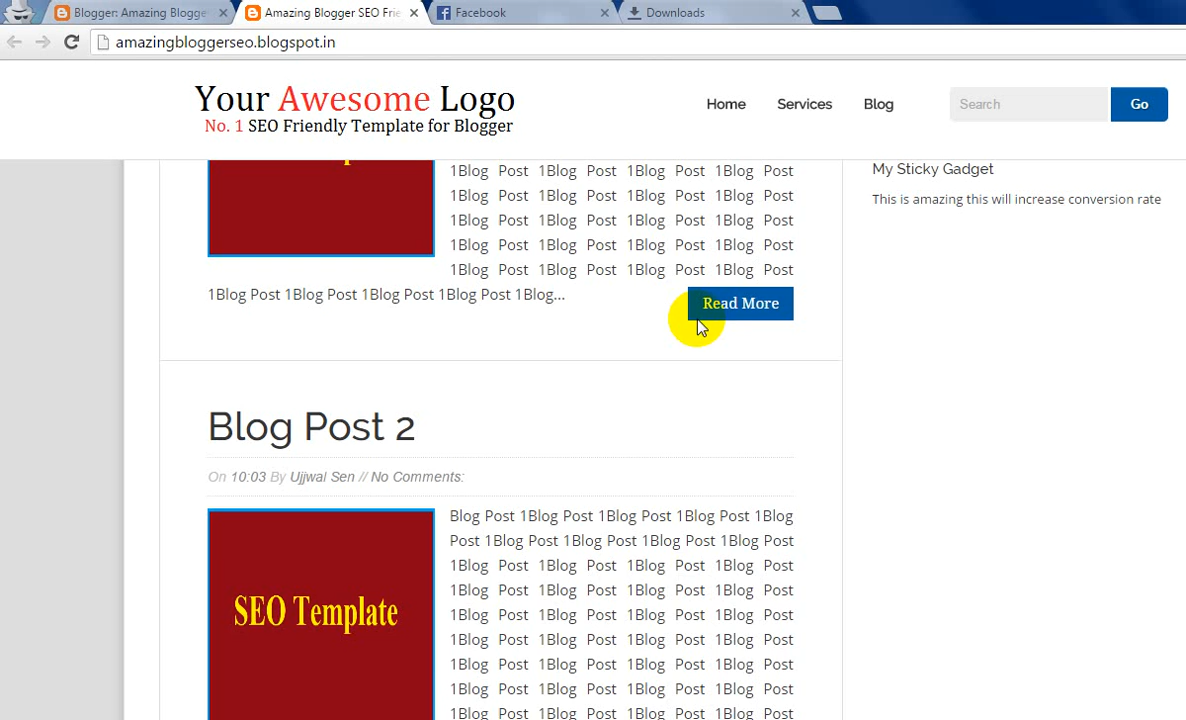 Blogger: Amazing Blogge
Amazing Blogger SEO Frie
Facebook
Downloads
amazingbloggerseo.blogspot.in
Your Awesome Logo
No. 1 SEO Friendly Template for Blogger
Home Services Blog
Search
Go
1Blog Post 1Blog Post 1Blog Post 1Blog Post
1Blog Post 1Blog Post 1Blog Post 1Blog Post
1Blog Post 1Blog Post 1Blog Post 1Blog Post
1Blog Post 1Blog Post 1Blog Post 1Blog Post
1Blog Post 1Blog Post 1Blog Post 1Blog Post
1Blog Post 1Blog Post 1Blog Post 1Blog Post 1Blog...
Read More
My Sticky Gadget
This is amazing this will increase conversion rate
Blog Post 2
On 10:03 By Ujjwal Sen // No Comments:
SEO Template
Blog Post 1Blog Post 1Blog Post 1Blog Post 1Blog
Post 1Blog Post 1Blog Post 1Blog Post 1Blog Post
1Blog Post 1Blog Post 1Blog Post 1Blog Post
1Blog Post 1Blog Post 1Blog Post 1Blog Post
1Blog Post 1Blog Post 1Blog Post 1Blog Post
1Blog Post 1Blog Post 1Blog Post 1Blog Post
1Blog Post 1Blog Post 1Blog Post 1Blog Post
1Blog Post 1Blog Post 1Blog Post 1Blog Post
1Blog Post 1Blog Post 1Blog Post 1Blog Post